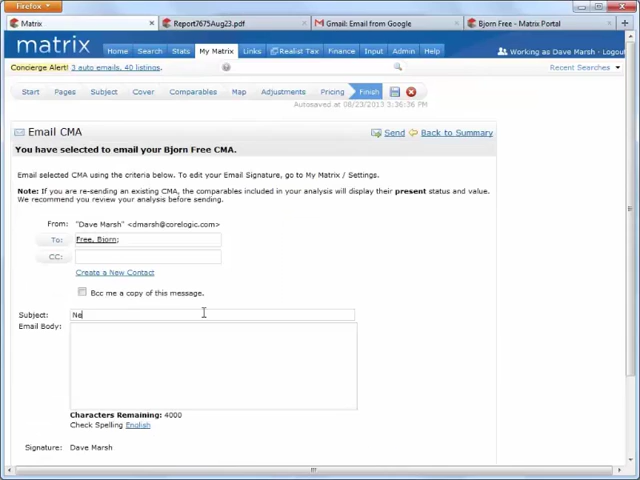 Firefox
Matrix
Report7675Aug23.pdf
Gmail: Email from Google
Bjorn Free - Matrix Portal
matrix
Home Search Stats My Matrix Links Realist Tax Finance Input Admin Help
Working as Dave Marsh - Logout
Concierge Alert! 3 auto emails, 40 listings.
Recent Searches
Start Pages Subject Cover Comparables Map Adjustments Pricing Finish
Autosaved at 08/23/2013 3:36:36 PM
Email CMA
Send Back to Summary
You have selected to email your Bjorn Free CMA.
Email selected CMA using the criteria below. To edit your Email Signature, go to My Matrix / Settings.
Note: If you are re-sending an existing CMA, the comparables included in your analysis will display their present status and value.
We recommend you review your analysis before sending.
From: "Dave Marsh" <dmarsh@corelogic.com>
To: Free, Bjorn;
CC:
Create a New Contact
Bcc me a copy of this message.
Subject: Ne
Email Body:
Characters Remaining: 4000
Check Spelling English
Signature: Dave Marsh